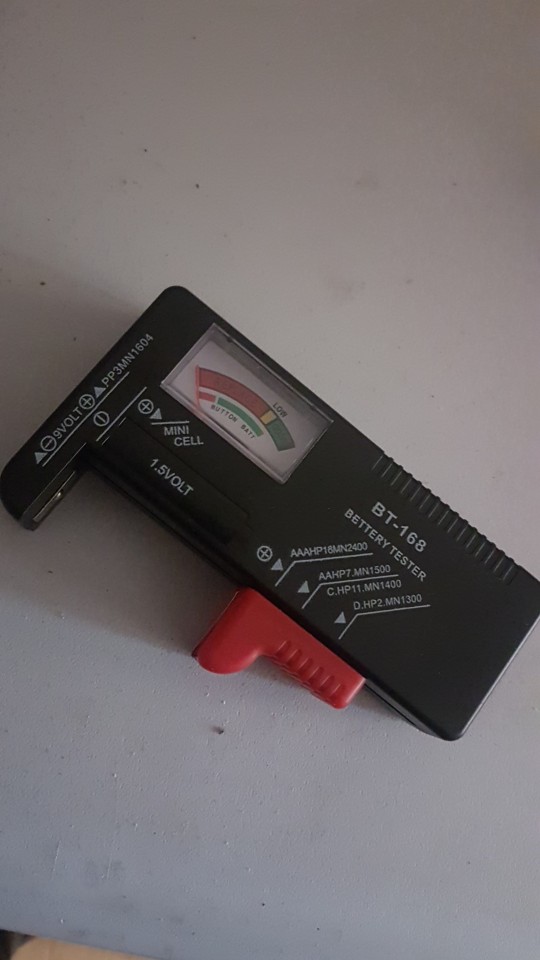 ⊖9VOLT⊕ PP3MN1604
⊖
⊕ MINI
CELL
1.5VOLT
LOW
BUTTON BATT
BT-168
BETTERY TESTER
⊕ AAAHP16MN2400
AAHP7.MN1500
C.HP11.MN1400
D.HP2.MN1300